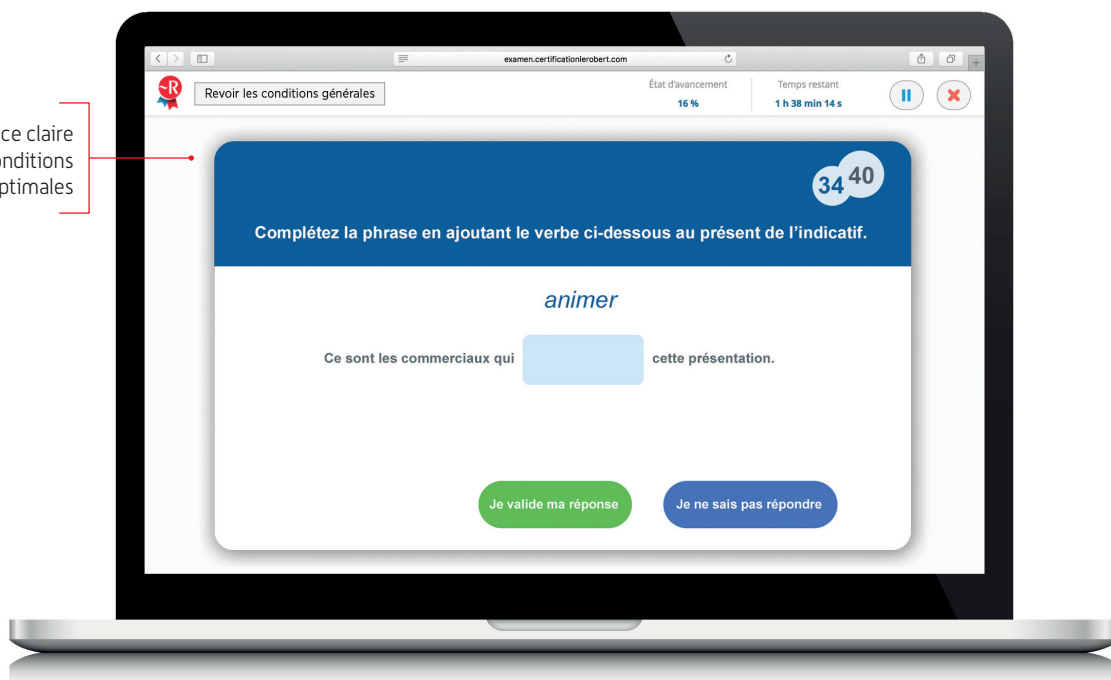 examen.certificationlerobert.com
R
Revoir les conditions générales
État d'avancement
16 %
Temps restant
1 h 38 min 14 s
ce claire
onditions
ptimales
34 40
Complétez la phrase en ajoutant le verbe ci-dessous au présent de l’indicatif.
animer
Ce sont les commerciaux qui cette présentation.
Je valide ma réponse
Je ne sais pas répondre